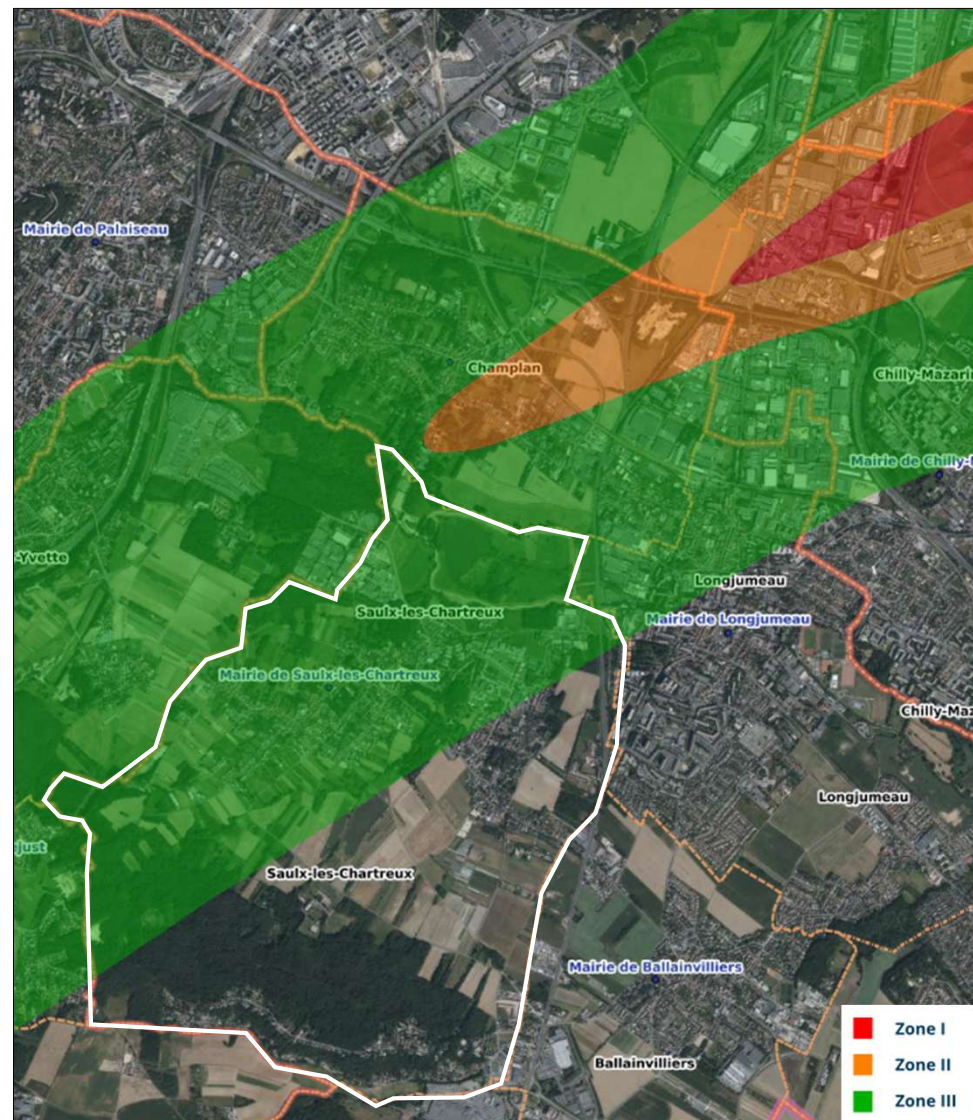 Mairie de Palaiseau
Champlan
Chilly-Mazarin
Mairie de Chilly-M
-Yvette
Longjumeau
Saulx-les-Chartreux
Mairie de Longjumeau
Mairie de Saulx-les-Chartreux
Chilly-Maz
Longjumeau
ejust
Saulx-les-Chartreux
Mairie de Ballainvilliers
Ballainvilliers
Zone I
Zone II
Zone III